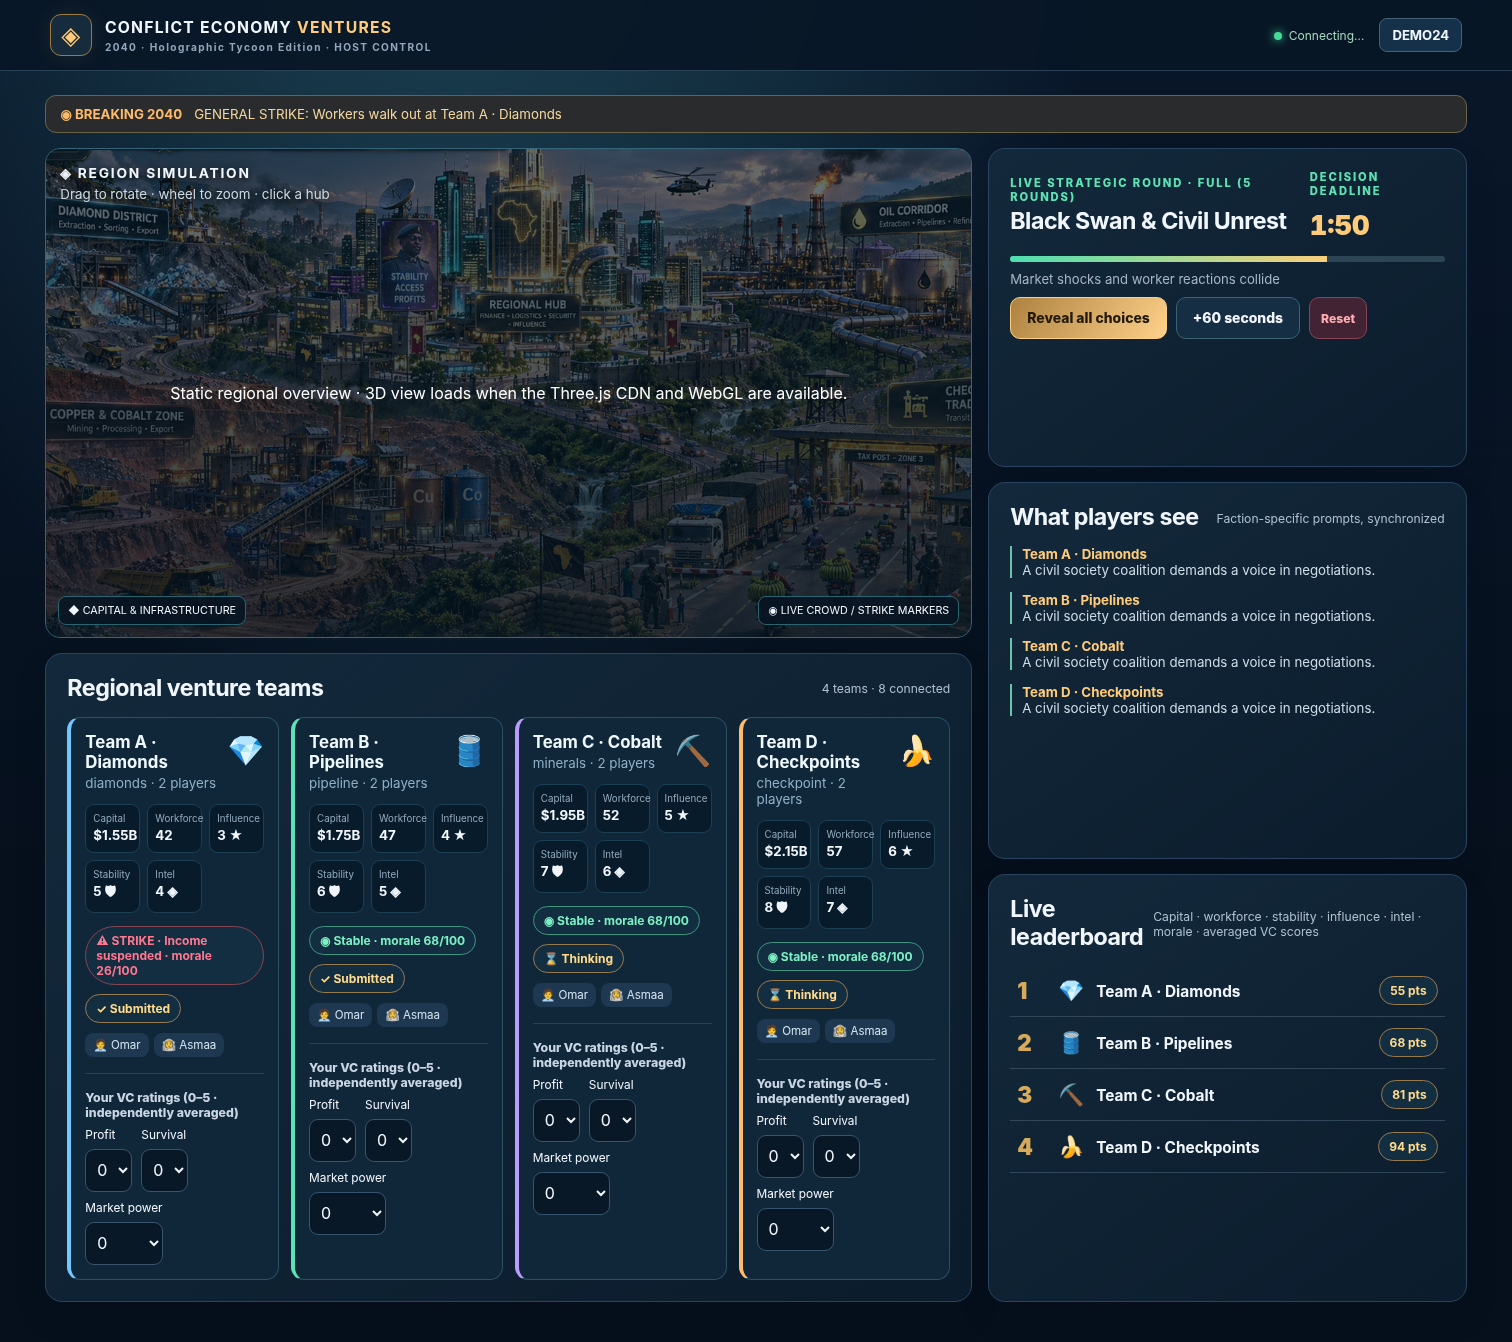 CONFLICT ECONOMY VENTURES
2040 · Holographic Tycoon Edition · HOST CONTROL
Connecting...
DEMO24
◉ BREAKING 2040 GENERAL STRIKE: Workers walk out at Team A · Diamonds
◈ REGION SIMULATION
Drag to rotate · wheel to zoom · click a hub
DIAMOND DISTRICT
Extraction · Sorting · Export
OIL CORRIDOR
Extraction · Pipelines · Refin
STABILITY
ACCESS
PROFITS
REGIONAL HUB
FINANCE · LOGISTICS · SECURITY
· INFLUENCE
Static regional overview · 3D view loads when the Three.js CDN and WebGL are available.
COPPER & COBALT ZONE
Mining · Processing · Export
CHEC
TRAD
Transit
TAX POST – ZONE 3
Cu
Co
◆ CAPITAL & INFRASTRUCTURE
◉ LIVE CROWD / STRIKE MARKERS
LIVE STRATEGIC ROUND · FULL (5
ROUNDS)
Black Swan & Civil Unrest
DECISION
DEADLINE
1:50
Market shocks and worker reactions collide
Reveal all choices
+60 seconds
Reset
What players see
Faction-specific prompts, synchronized
Team A · Diamonds
A civil society coalition demands a voice in negotiations.
Team B · Pipelines
A civil society coalition demands a voice in negotiations.
Team C · Cobalt
A civil society coalition demands a voice in negotiations.
Team D · Checkpoints
A civil society coalition demands a voice in negotiations.
Regional venture teams
4 teams · 8 connected
Team A ·
Diamonds
diamonds · 2 players
Capital
$1.55B
Workforce
42
Influence
3 ★
Stability
5 🛡
Intel
4 ◈
⚠ STRIKE · Income
suspended · morale
26/100
✓ Submitted
Omar
Asmaa
Your VC ratings (0–5 ·
independently averaged)
Profit
Survival
0
0
Market power
0
Team B ·
Pipelines
pipeline · 2 players
Capital
$1.75B
Workforce
47
Influence
4 ★
Stability
6 🛡
Intel
5 ◈
◉ Stable · morale 68/100
✓ Submitted
Omar
Asmaa
Your VC ratings (0–5 ·
independently averaged)
Profit
Survival
0
0
Market power
0
Team C · Cobalt
minerals · 2 players
Capital
$1.95B
Workforce
52
Influence
5 ★
Stability
7 🛡
Intel
6 ◈
◉ Stable · morale 68/100
⌛ Thinking
Omar
Asmaa
Your VC ratings (0–5 ·
independently averaged)
Profit
Survival
0
0
Market power
0
Team D ·
Checkpoints
checkpoint · 2
players
Capital
$2.15B
Workforce
57
Influence
6 ★
Stability
8 🛡
Intel
7 ◈
◉ Stable · morale 68/100
⌛ Thinking
Omar
Asmaa
Your VC ratings (0–5 ·
independently averaged)
Profit
Survival
0
0
Market power
0
Live
leaderboard
Capital · workforce · stability · influence · intel ·
morale · averaged VC scores
1 Team A · Diamonds 55 pts
2 Team B · Pipelines 68 pts
3 Team C · Cobalt 81 pts
4 Team D · Checkpoints 94 pts